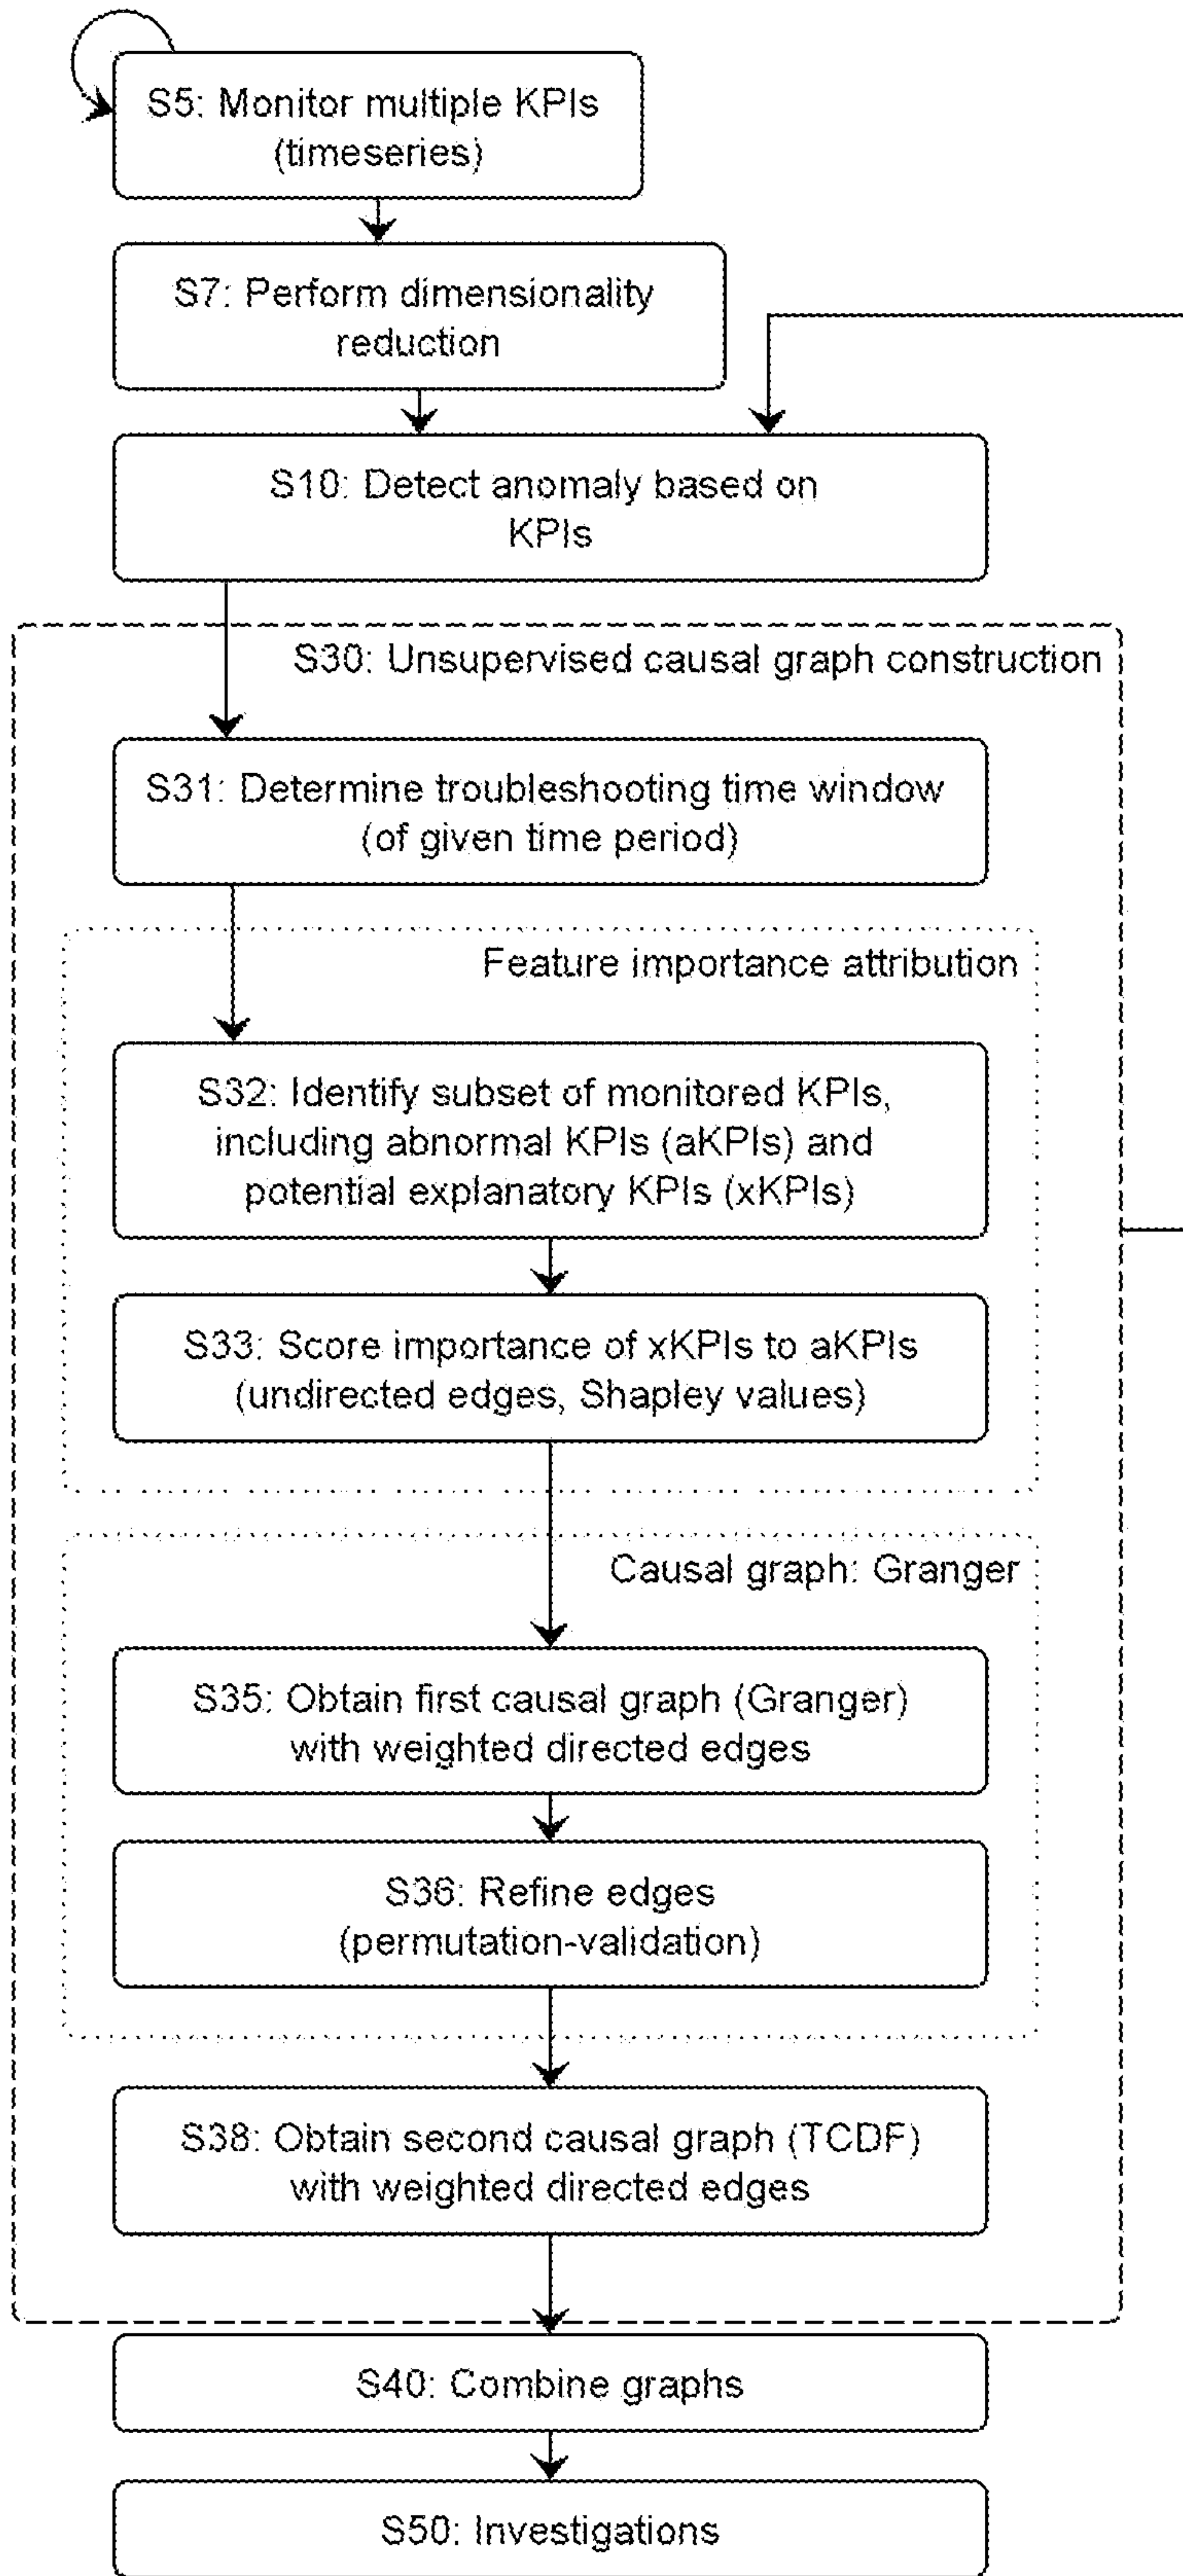 S5: Monitor multiple KPIs
(timeseries)
S7: Perform dimensionality
reduction
S10: Detect anomaly based on
KPIs
S30: Unsupervised causal graph construction
S31: Determine troubleshooting time window
(of given time period)
Feature importance attribution
S32: Identify subset of monitored KPIs,
including abnormal KPIs (aKPIs) and
potential explanatory KPIs (xKPIs)
S33: Score importance of xKPIs to aKPIs
(undirected edges, Shapley values)
Causal graph: Granger
S35: Obtain first causal graph (Granger)
with weighted directed edges
S36: Refine edges
(permutation-validation)
S38: Obtain second causal graph (TCDF)
with weighted directed edges
S40: Combine graphs
S50: Investigations